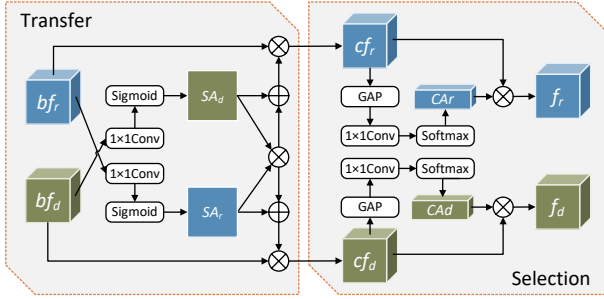 Transfer
bf_r
bf_d
Sigmoid
1×1Conv
1×1Conv
Sigmoid
SA_d
SA_r
cf_r
GAP
1×1Conv
Softmax
CAr
f_r
1×1Conv
Softmax
GAP
CAd
cf_d
f_d
Selection